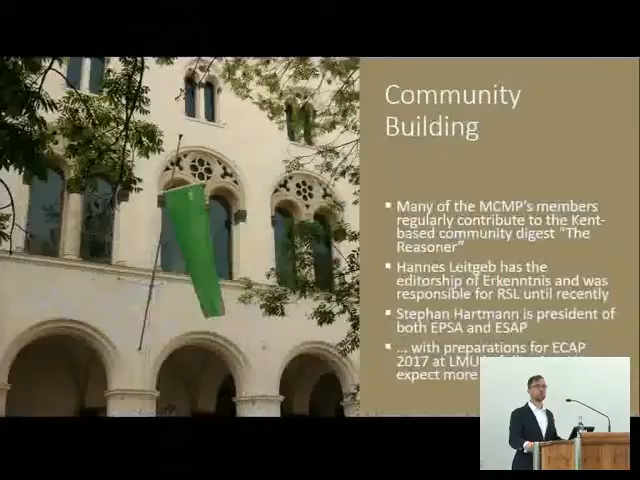 Community
Building
Many of the MCMP's members
regularly contribute to the Kent-
based community digest "The
Reasoner"
Hannes Leitgeb has the
editorship of Erkenntnis and was
responsible for RSL until recently
Stephan Hartmann is president of
both EPSA and ESAP
... with preparations for ECAP
2017 at LMU
expect more